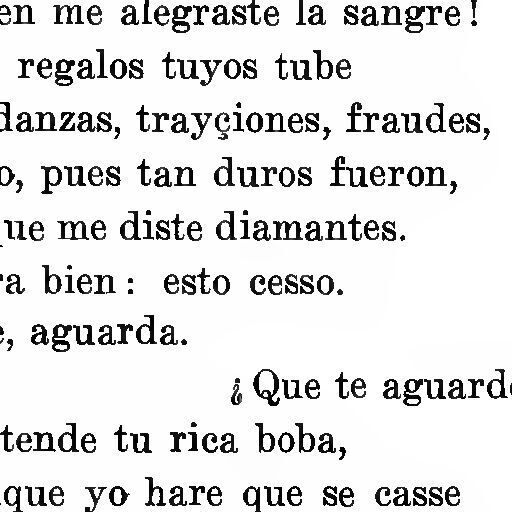 en me alegraste la sangre!
regalos tuyos tube
danzas, trayçiones, fraudes,
o, pues tan duros fueron,
ue me diste diamantes.
ra bien: esto cesso.
e, aguarda.
¿Que te aguard
tende tu rica boba,
que yo hare que se casse